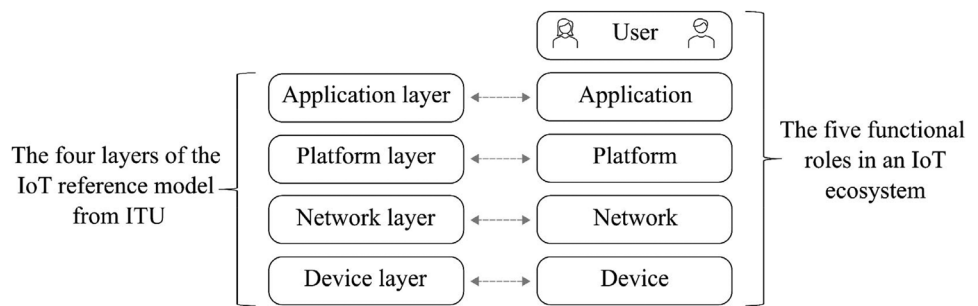 User
Application layer
Application
The four layers of the
IoT reference model
from ITU
Platform layer
Platform
The five functional
roles in an IoT
ecosystem
Network layer
Network
Device layer
Device